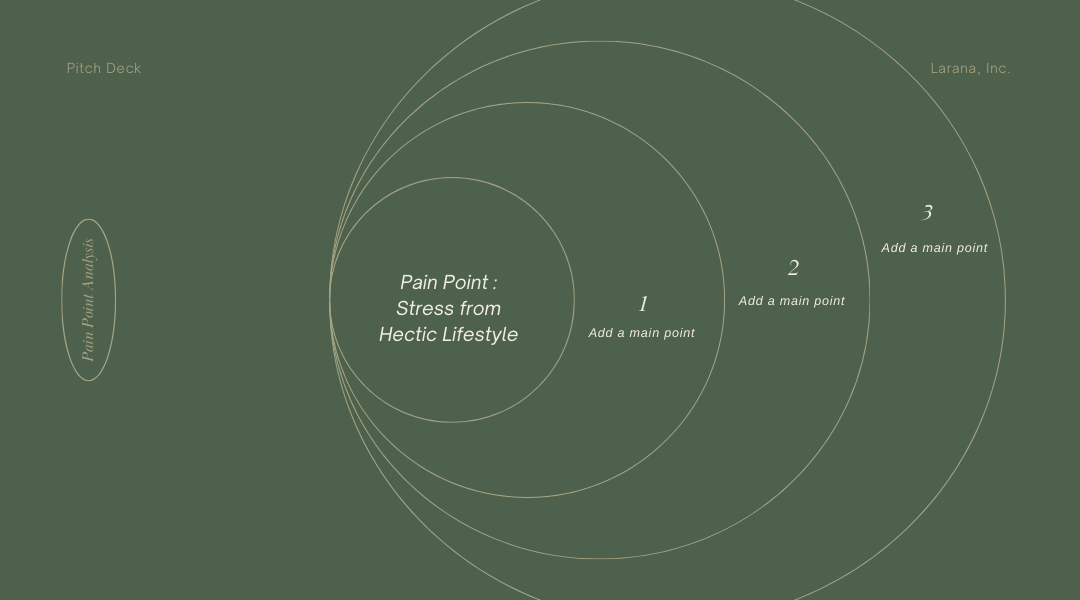 Pitch Deck
Larana, Inc.
Pain Point Analysis
Pain Point :
Stress from
Hectic Lifestyle
1
Add a main point
2
Add a main point
3
Add a main point